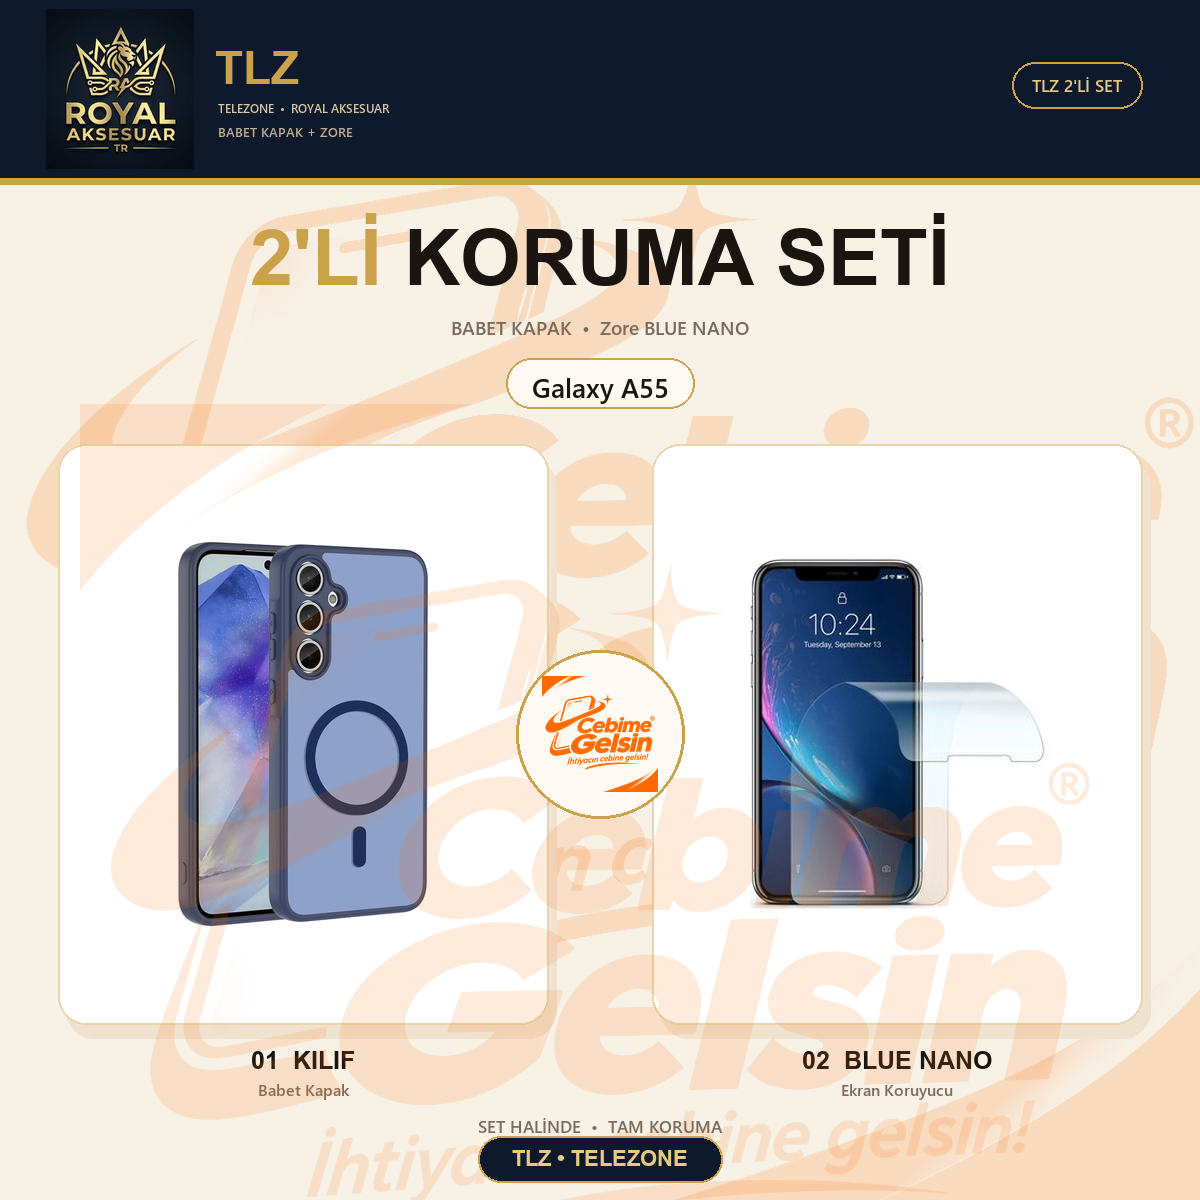 ROYAL
AKSESUAR
TR
TLZ
TELEZONE • ROYAL AKSESUAR
BABET KAPAK + ZORE
TLZ 2'Lİ SET
2'Lİ KORUMA SETİ
BABET KAPAK • Zore BLUE NANO
Galaxy A55
10:24
Tuesday, September 13
Cebime®
Gelsin
İhtiyacın cebine gelsin!
Cebime®
Gelsin
01 KILIF
Babet Kapak
02 BLUE NANO
Ekran Koruyucu
SET HALİNDE • TAM KORUMA
TLZ • TELEZONE